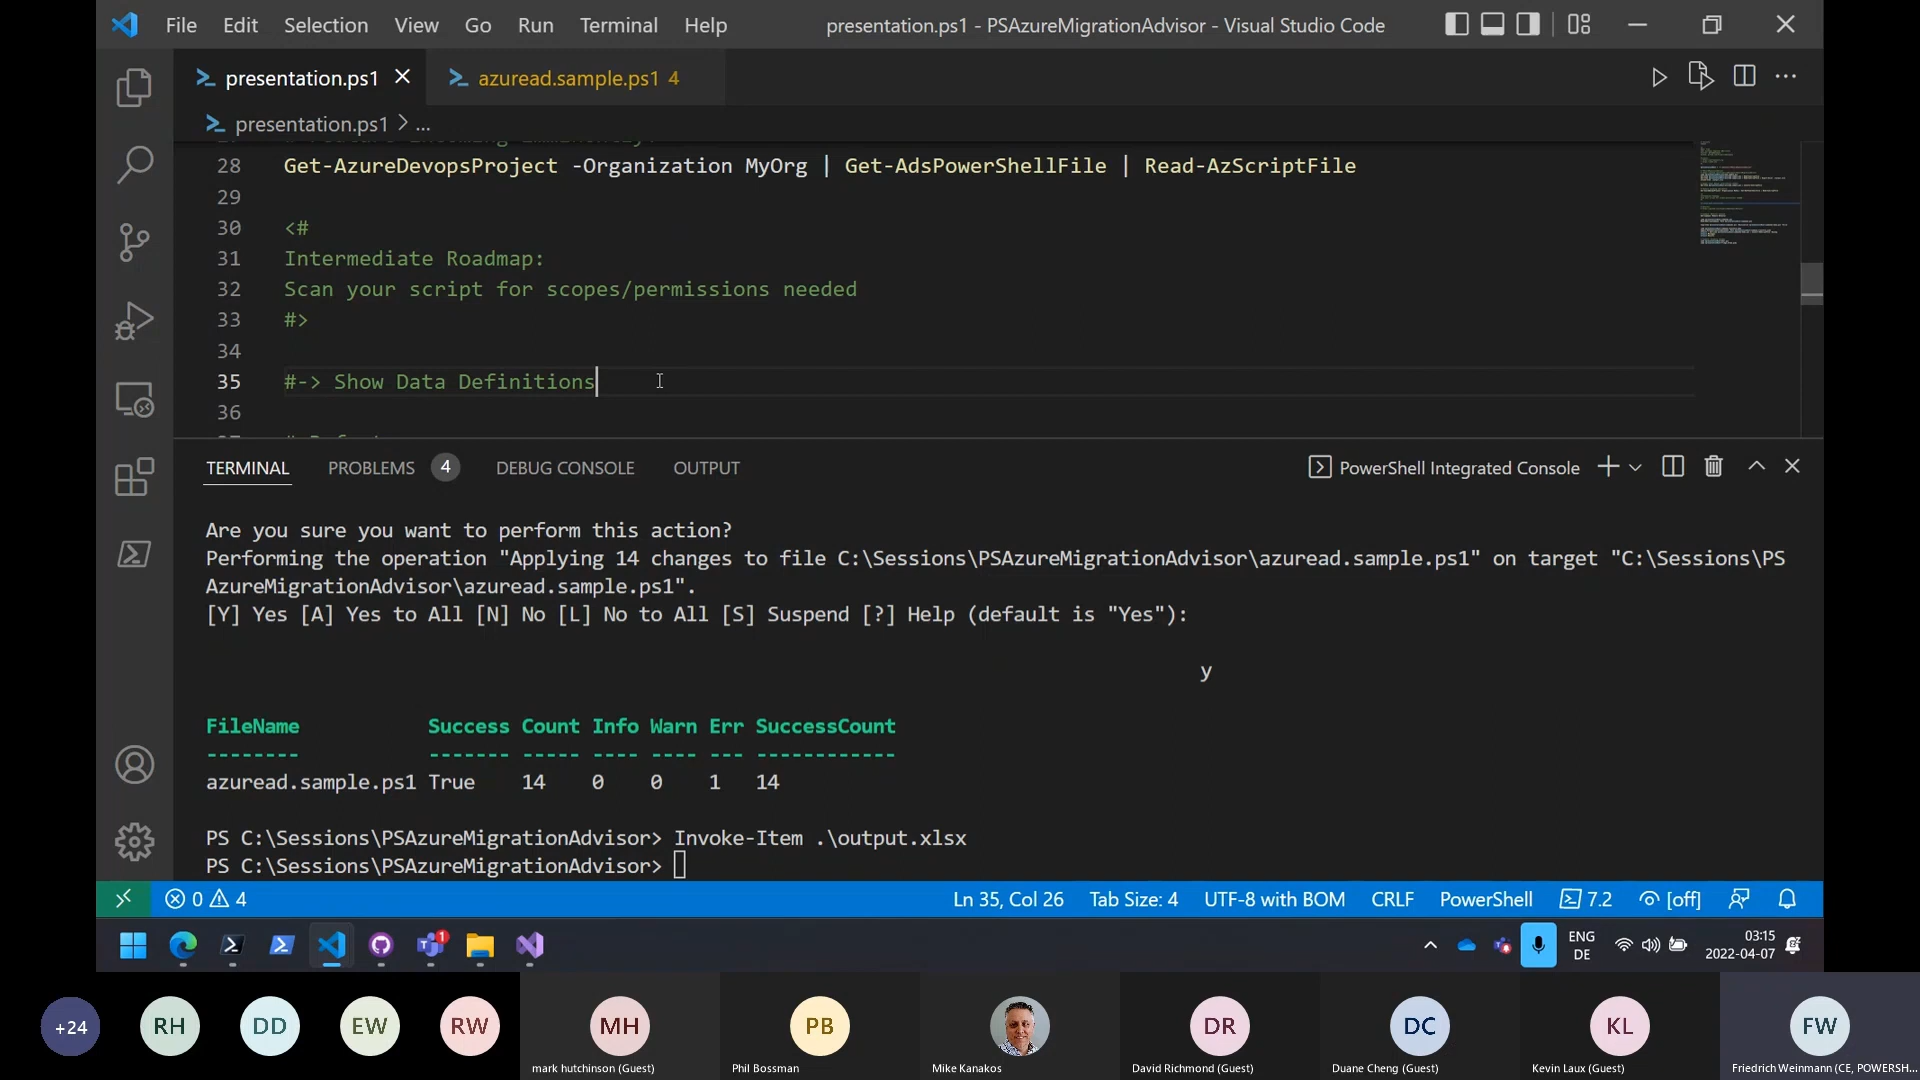 File Edit Selection View Go Run Terminal Help presentation.ps1 - PSAzureMigrationAdvisor - Visual Studio Code
presentation.ps1 azuread.sample.ps1 4
presentation.ps1 > ...
28 Get-AzureDevopsProject -Organization MyOrg | Get-AdsPowerShellFile | Read-AzScriptFile
29
30 <#
31 Intermediate Roadmap:
32 Scan your script for scopes/permissions needed
33 #>
34
35 #-> Show Data Definitions
36
TERMINAL PROBLEMS 4 DEBUG CONSOLE OUTPUT PowerShell Integrated Console
Are you sure you want to perform this action?
Performing the operation "Applying 14 changes to file C:\Sessions\PSAzureMigrationAdvisor\azuread.sample.ps1" on target "C:\Sessions\PS
AzureMigrationAdvisor\azuread.sample.ps1".
[Y] Yes [A] Yes to All [N] No [L] No to All [S] Suspend [?] Help (default is "Yes"):
y
FileName Success Count Info Warn Err SuccessCount
-------- ------- ----- ---- ---- --- ------------
azuread.sample.ps1 True 14 0 0 1 14
PS C:\Sessions\PSAzureMigrationAdvisor> Invoke-Item .\output.xlsx
PS C:\Sessions\PSAzureMigrationAdvisor>
0 4 Ln 35, Col 26 Tab Size: 4 UTF-8 with BOM CRLF PowerShell 7.2 [off]
1 ENG 03:15
DE 2022-04-07
+24 RH DD EW RW MH PB DR DC KL FW
mark hutchinson (Guest) Phil Bossman Mike Kanakos David Richmond (Guest) Duane Cheng (Guest) Kevin Laux (Guest) Friedrich Weinmann (CE, POWERSH...